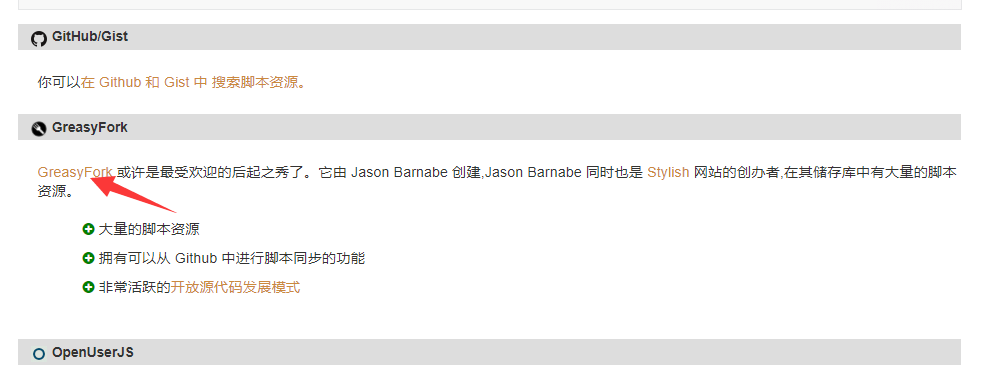 GitHub/Gist
你可以在 Github 和 Gist 中 搜索脚本资源。
GreasyFork
GreasyFork 或许是最受欢迎的后起之秀了。它由 Jason Barnabe 创建,Jason Barnabe 同时也是 Stylish 网站的创办者,在其储存库中有大量的脚本
资源。
大量的脚本资源
拥有可以从 Github 中进行脚本同步的功能
非常活跃的开放源代码发展模式
OpenUserJS